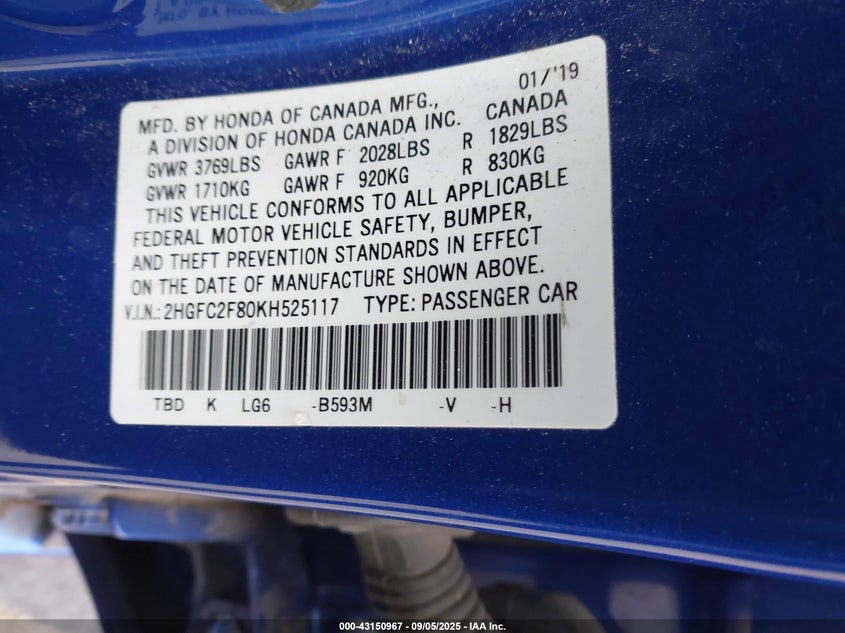 MFD. BY HONDA OF CANADA MFG., 01/'19
A DIVISION OF HONDA CANADA INC. CANADA
GVWR 3769LBS GAWR F 2028LBS R 1829LBS
GVWR 1710KG GAWR F 920KG R 830KG
THIS VEHICLE CONFORMS TO ALL APPLICABLE
FEDERAL MOTOR VEHICLE SAFETY, BUMPER,
AND THEFT PREVENTION STANDARDS IN EFFECT
ON THE DATE OF MANUFACTURE SHOWN ABOVE.
V.I.N.: 2HGFC2F80KH525117 TYPE: PASSENGER CAR
TBD K LG6 -B593M -V -H
000-43150967 - 09/05/2025 - IAA Inc.